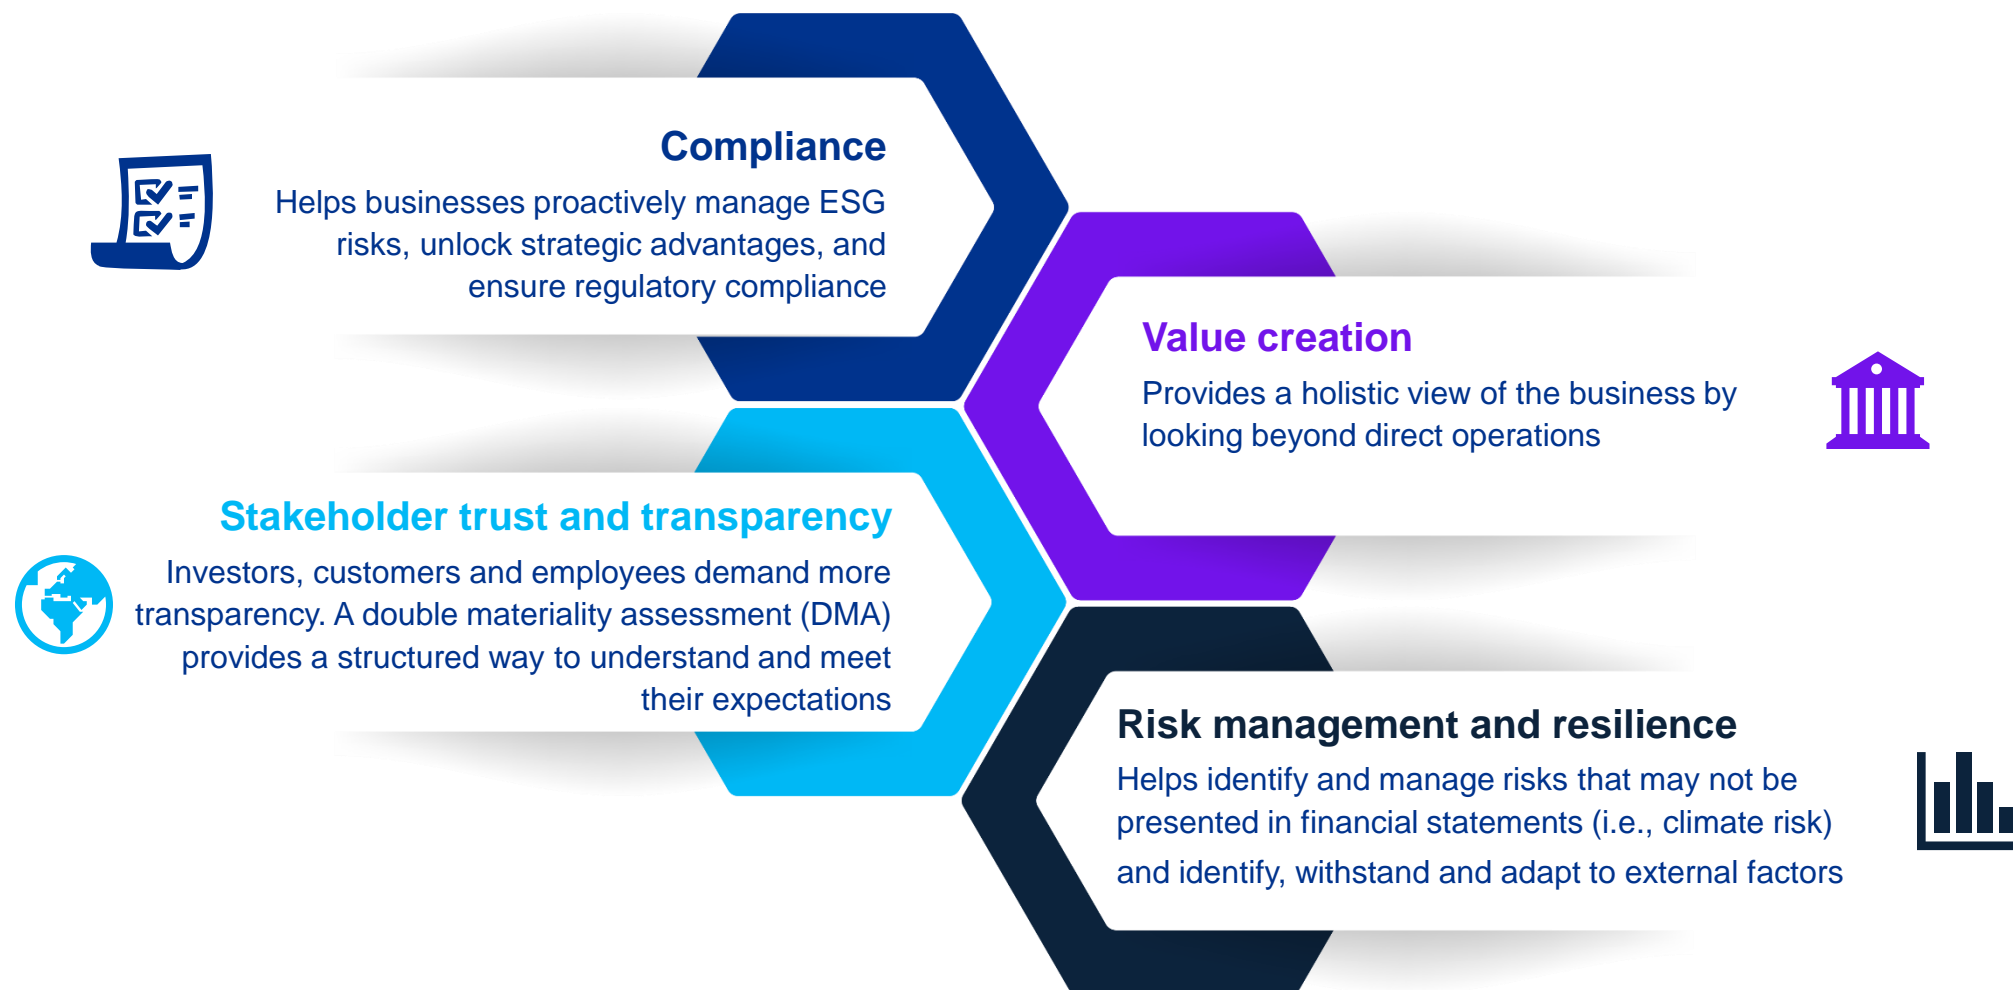 Compliance
Helps businesses proactively manage ESG
risks, unlock strategic advantages, and
ensure regulatory compliance
Value creation
Provides a holistic view of the business by
looking beyond direct operations
Stakeholder trust and transparency
Investors, customers and employees demand more
transparency. A double materiality assessment (DMA)
provides a structured way to understand and meet
their expectations
Risk management and resilience
Helps identify and manage risks that may not be
presented in financial statements (i.e., climate risk)
and identify, withstand and adapt to external factors